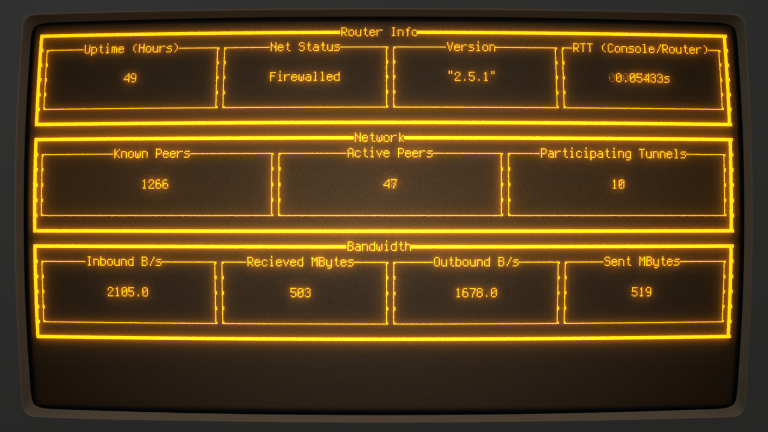 Router Info
Uptime (Hours) Net Status Version RTT (Console/Router)
49 Firewalled "2.5.1" 0.05433s
Network
Known Peers Active Peers Participating Tunnels
1266 47 10
Bandwidth
Inbound B/s Recieved MBytes Outbound B/s Sent MBytes
2105.0 503 1678.0 519